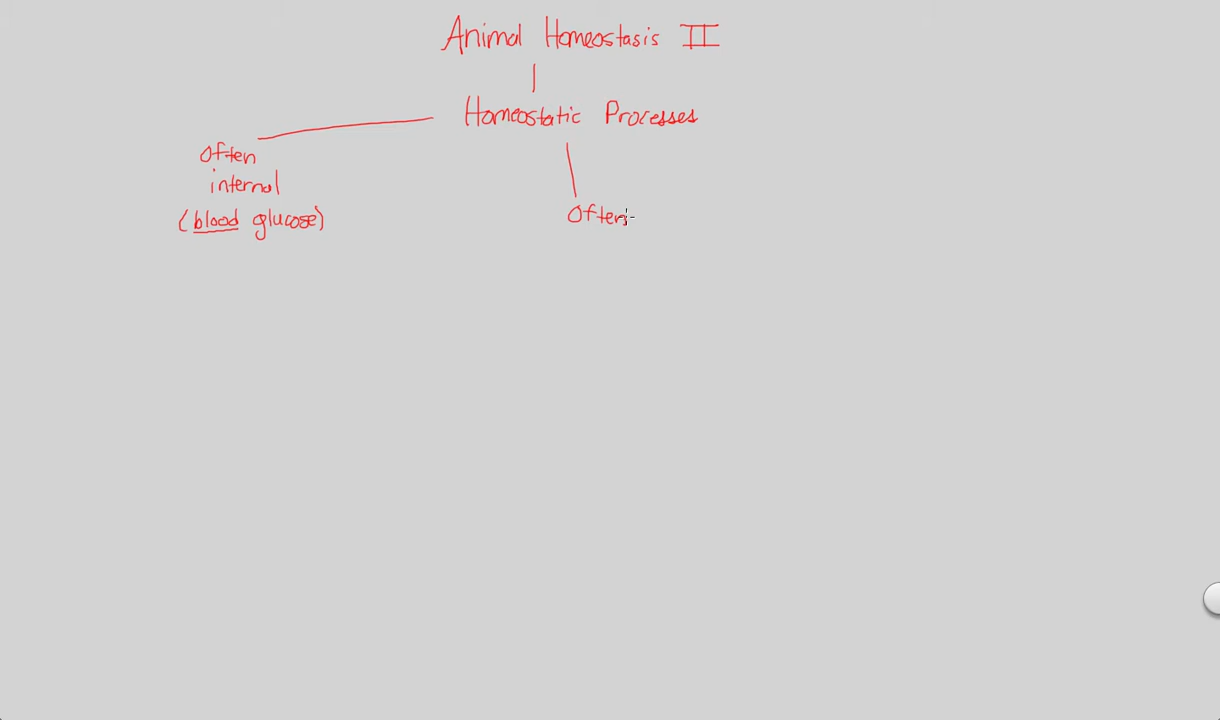 Animal Homeostasis II
Homeostatic Processes
Often
internal
(blood glucose)
Often